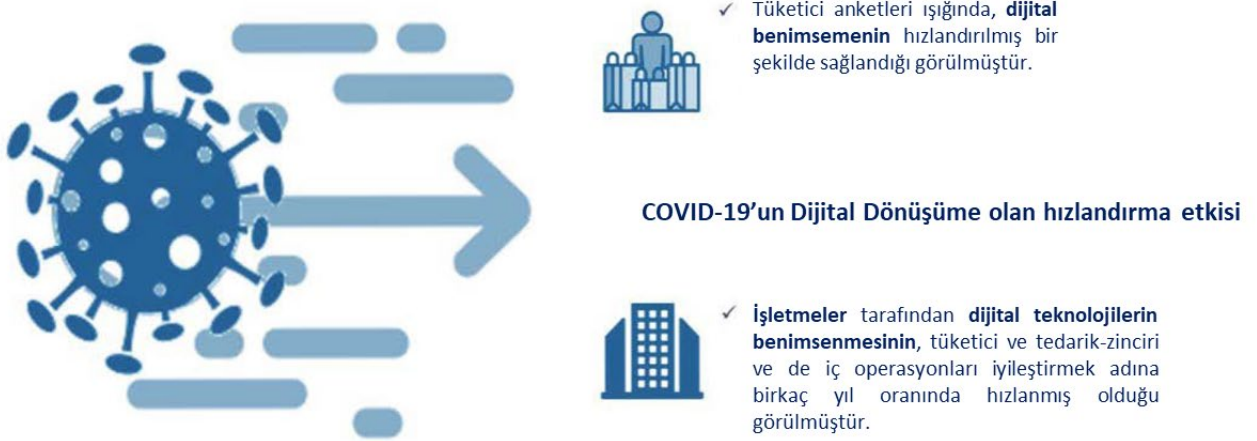 ✓ Tüketici anketleri ışığında, dijital
benimsemenin hızlandırılmış bir
şekilde sağlandığı görülmüştür.
COVID-19’un Dijital Dönüşüme olan hızlandırma etkisi
✓ İşletmeler tarafından dijital teknolojilerin
benimsenmesinin, tüketici ve tedarik-zinciri
ve de iç operasyonları iyileştirmek adına
birkaç yıl oranında hızlanmış olduğu
görülmüştür.